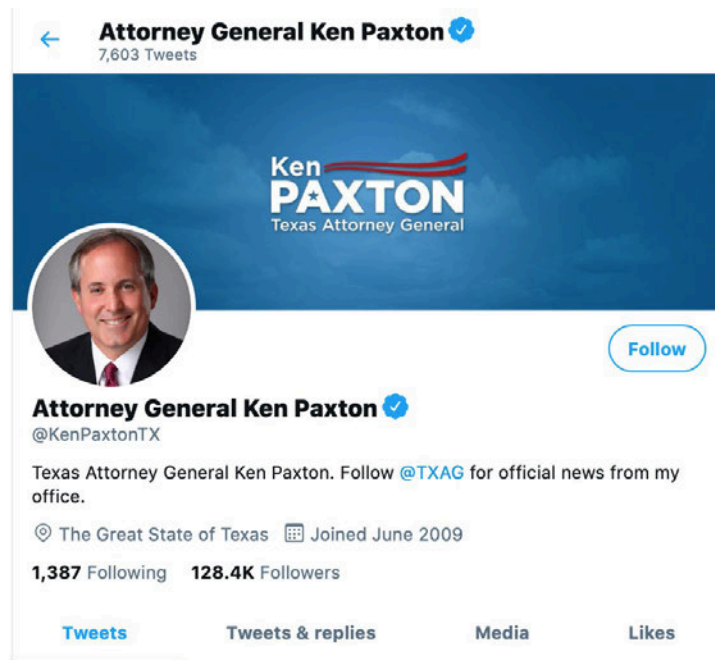 Attorney General Ken Paxton
7,603 Tweets
Ken
PAXTON
Texas Attorney General
Follow
Attorney General Ken Paxton
@KenPaxtonTX
Texas Attorney General Ken Paxton. Follow @TXAG for official news from my
office.
The Great State of Texas Joined June 2009
1,387 Following 128.4K Followers
Tweets Tweets & replies Media Likes